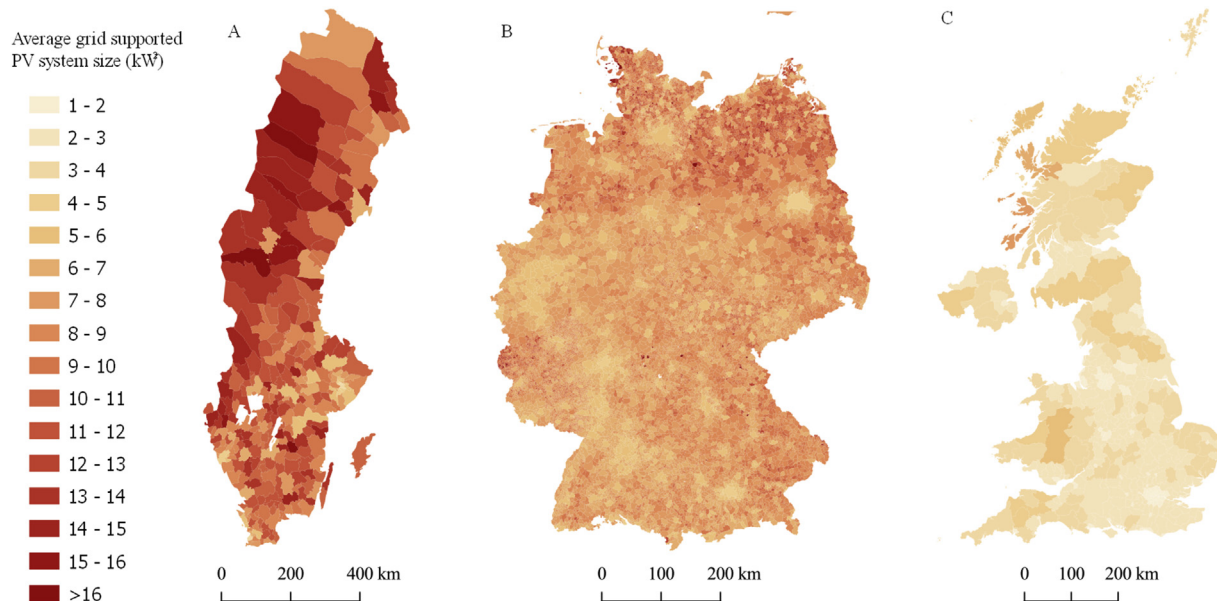 Average grid supported
PV system size (kW²)
1 - 2
2 - 3
3 - 4
4 - 5
5 - 6
6 - 7
7 - 8
8 - 9
9 - 10
10 - 11
11 - 12
12 - 13
13 - 14
14 - 15
15 - 16
>16
A
0 200 400 km
B
0 100 200 km
C
0 100 200 km